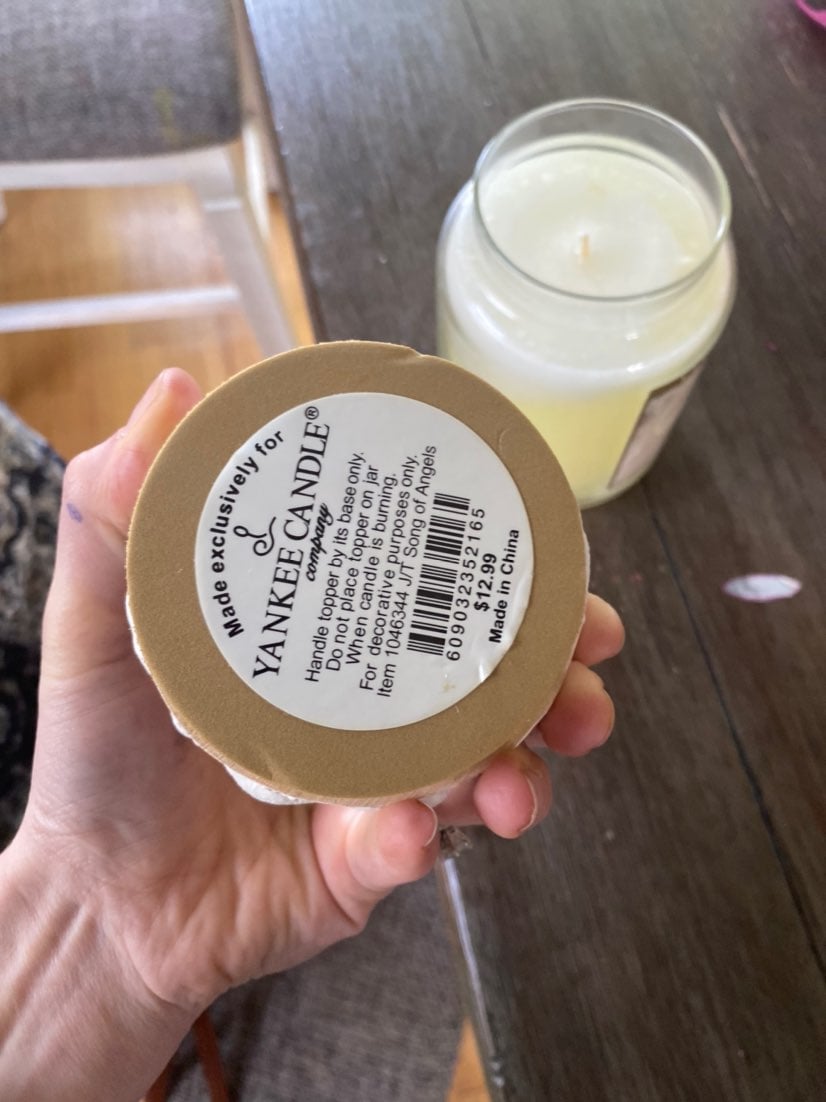 Made exclusively for
YANKEE CANDLE®
company
Handle topper by its base only.
Do not place topper on jar
When candle is burning.
For decorative purposes only.
Item 1046344 J/T Song of Angels
609032352165
$12.99
Made in China